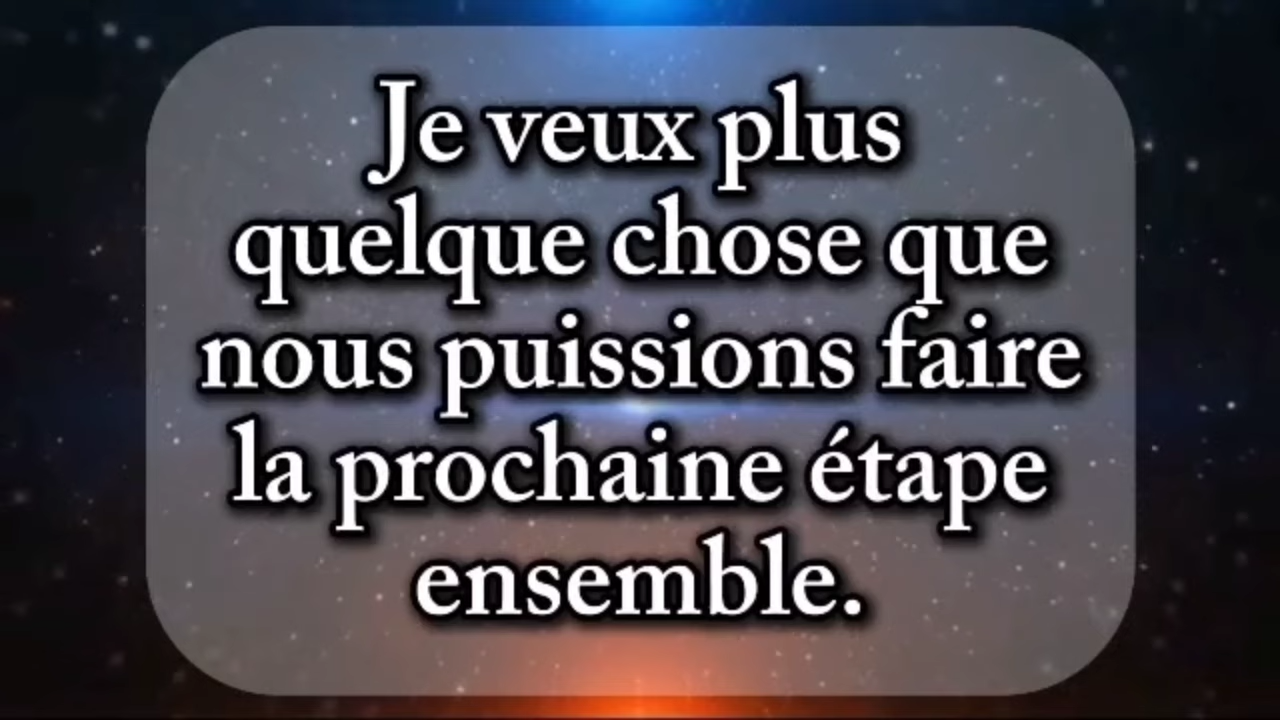 Je veux plus
quelque chose que
nous puissions faire
la prochaine étape
ensemble.